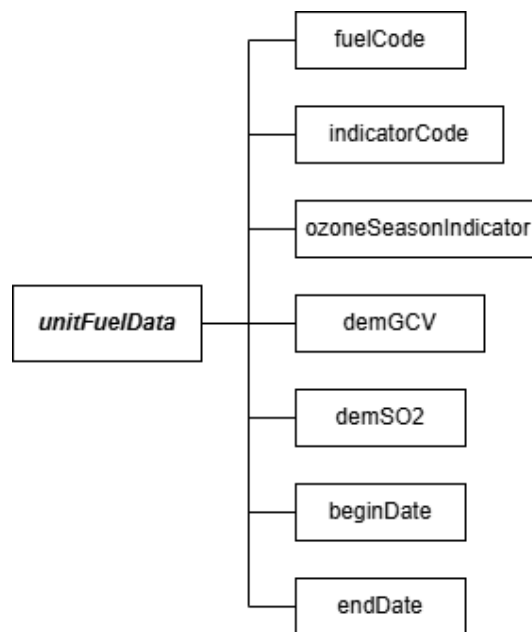 fuelCode
indicatorCode
ozoneSeasonIndicator
unitFuelData
demGCV
demSO2
beginDate
endDate